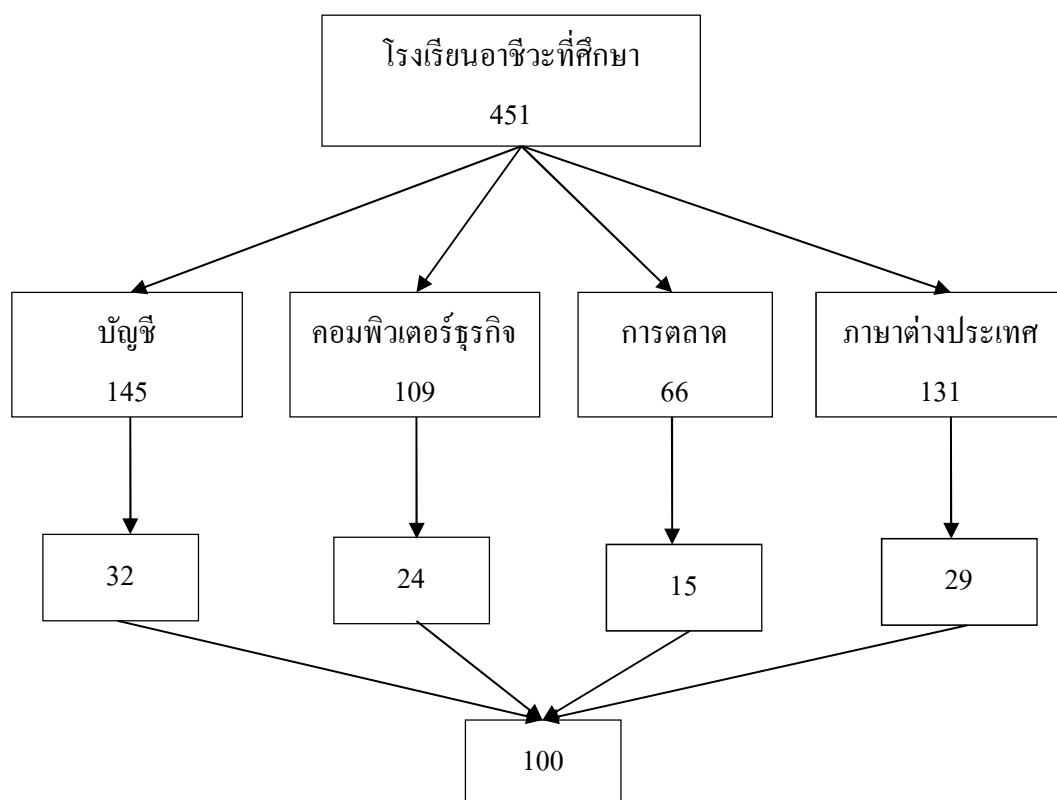 โรงเรียนอาชีวะที่ศึกษา
451
บัญชี
145
คอมพิวเตอร์ธุรกิจ
109
การตลาด
66
ภาษาต่างประเทศ
131
32
24
15
29
100